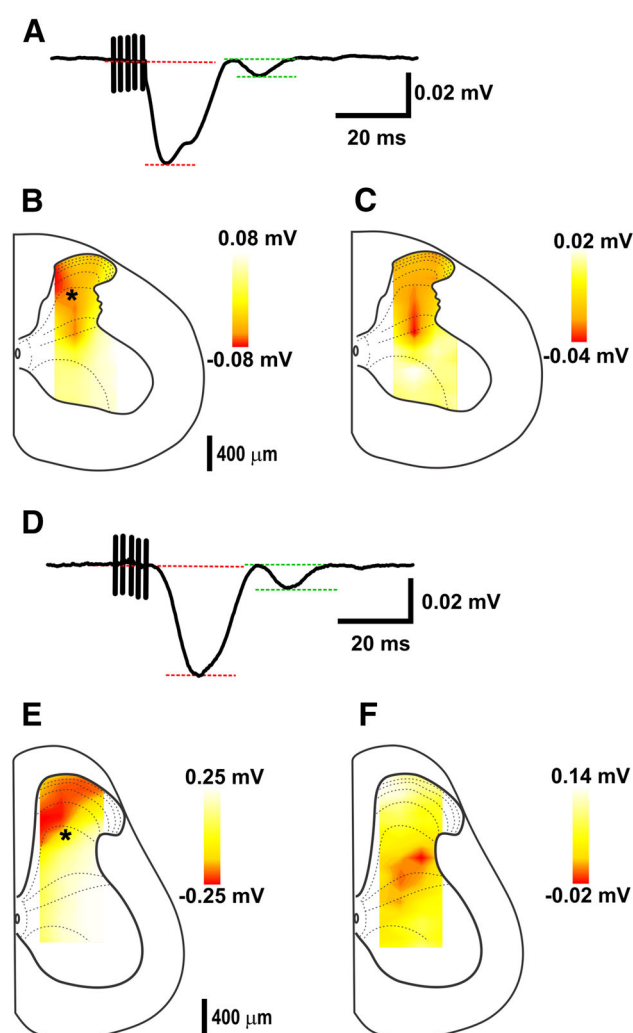 A
0.02 mV
20 ms
B
0.08 mV
*
-0.08 mV
400 μm
C
0.02 mV
-0.04 mV
D
0.02 mV
20 ms
E
0.25 mV
*
-0.25 mV
400 μm
F
0.14 mV
-0.02 mV